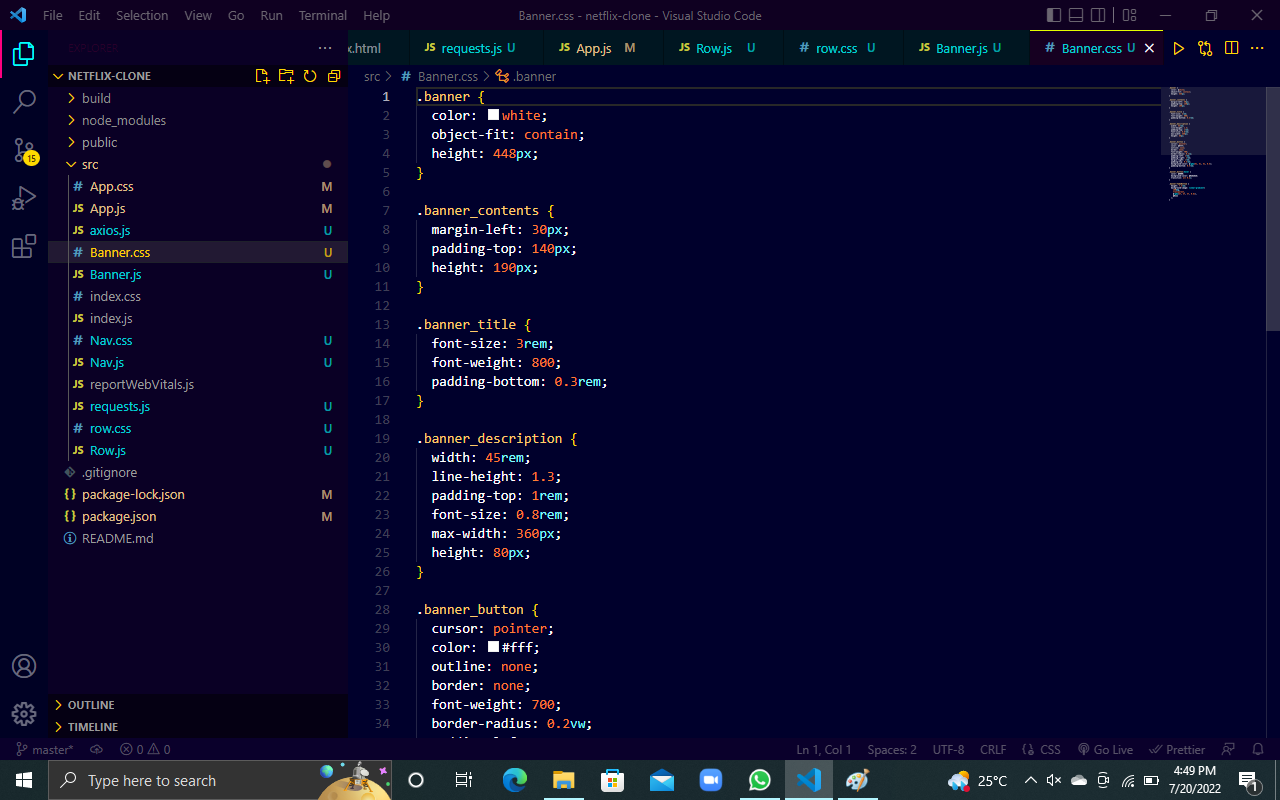 File Edit Selection View Go Run Terminal Help
Banner.css - netflix-clone - Visual Studio Code
EXPLORER
x.html
JS requests.js U
JS App.js M
JS Row.js U
# row.css U
JS Banner.js U
# Banner.css U
NETFLIX-CLONE
src > # Banner.css > .banner
build
node_modules
public
src
# App.css M
JS App.js M
JS axios.js U
# Banner.css U
JS Banner.js U
# index.css
JS index.js
# Nav.css U
JS Nav.js U
JS reportWebVitals.js
JS requests.js U
# row.css U
JS Row.js U
.gitignore
{} package-lock.json M
{} package.json M
README.md
OUTLINE
TIMELINE
15
1 .banner {
2 color: white;
3 object-fit: contain;
4 height: 448px;
5 }
6
7 .banner_contents {
8 margin-left: 30px;
9 padding-top: 140px;
10 height: 190px;
11 }
12
13 .banner_title {
14 font-size: 3rem;
15 font-weight: 800;
16 padding-bottom: 0.3rem;
17 }
18
19 .banner_description {
20 width: 45rem;
21 line-height: 1.3;
22 padding-top: 1rem;
23 font-size: 0.8rem;
24 max-width: 360px;
25 height: 80px;
26 }
27
28 .banner_button {
29 cursor: pointer;
30 color: #fff;
31 outline: none;
32 border: none;
33 font-weight: 700;
34 border-radius: 0.2vw;
master* 0 0
Ln 1, Col 1 Spaces: 2 UTF-8 CRLF CSS Go Live Prettier
Type here to search
25°C
4:49 PM
7/20/2022
1